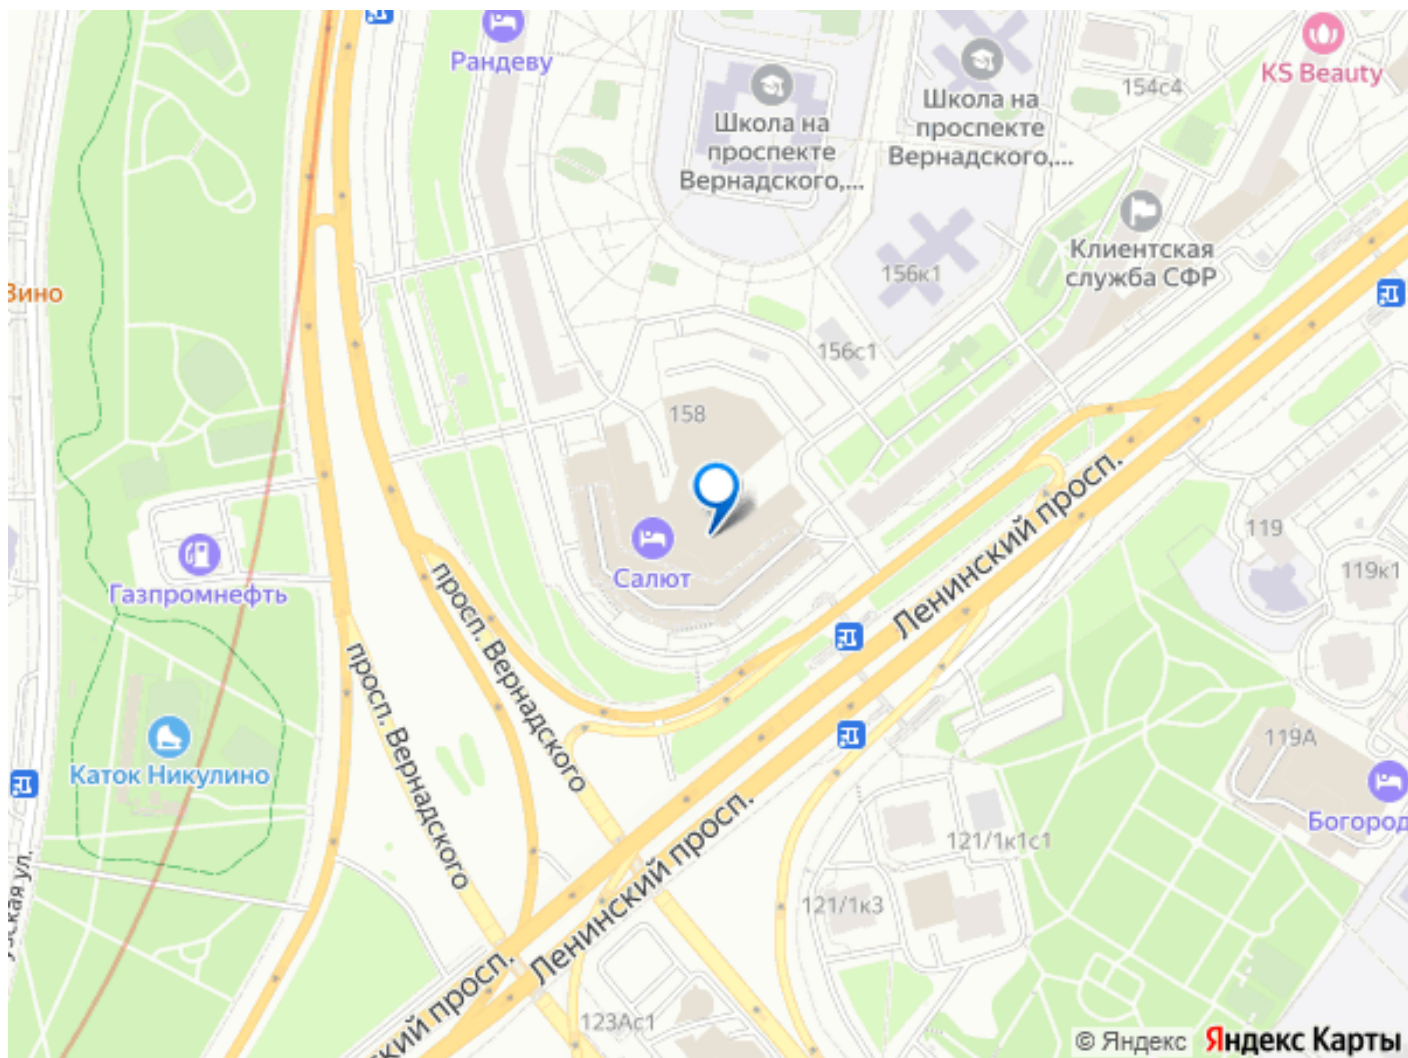 Рандеву
Школа на
проспекте
Вернадского,...
Школа на
проспекте
Вернадского,...
154с4
KS Beauty
Клиентская
служба СФР
156к1
Вино
156с1
158
Салют
Ленинский просп.
119
119к1
Газпромнефть
просп. Вернадского
просп. Вернадского
Каток Никулино
119А
Богород
121/1к1с1
121/1к3
Ленинский просп.
ский просп.
123Ас1
© Яндекс Яндекс Карты